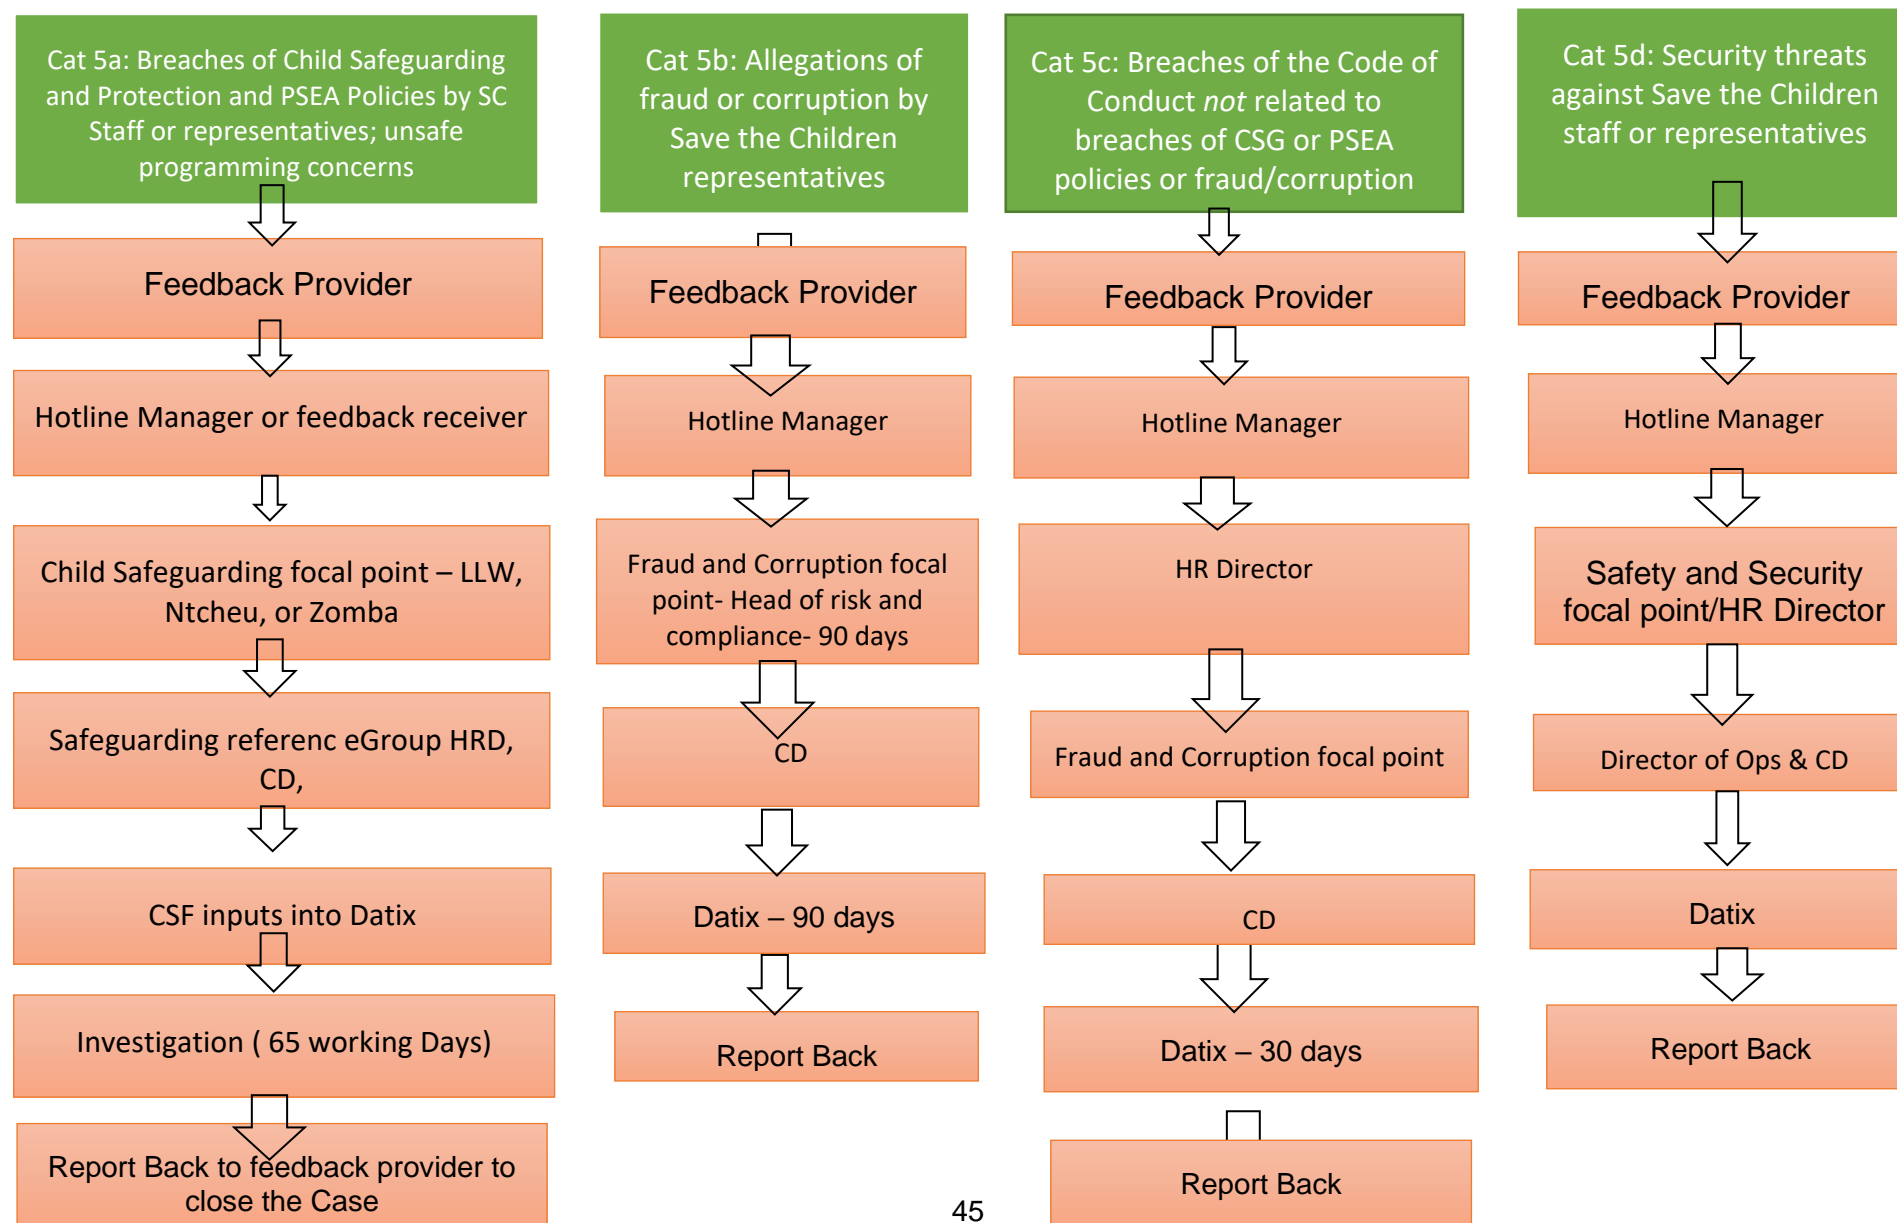 Cat 5a: Breaches of Child Safeguarding
and Protection and PSEA Policies by SC
Staff or representatives; unsafe
programming concerns
Feedback Provider
Hotline Manager or feedback receiver
Child Safeguarding focal point – LLW,
Ntcheu, or Zomba
Safeguarding referenc eGroup HRD,
CD,
CSF inputs into Datix
Investigation ( 65 working Days)
Report Back to feedback provider to
close the Case
Cat 5b: Allegations of
fraud or corruption by
Save the Children
representatives
Feedback Provider
Hotline Manager
Fraud and Corruption focal
point- Head of risk and
compliance- 90 days
CD
Datix – 90 days
Report Back
Cat 5c: Breaches of the Code of
Conduct not related to
breaches of CSG or PSEA
policies or fraud/corruption
Feedback Provider
Hotline Manager
HR Director
Fraud and Corruption focal point
CD
Datix – 30 days
Report Back
Cat 5d: Security threats
against Save the Children
staff or representatives
Feedback Provider
Hotline Manager
Safety and Security
focal point/HR Director
Director of Ops & CD
Datix
Report Back
45